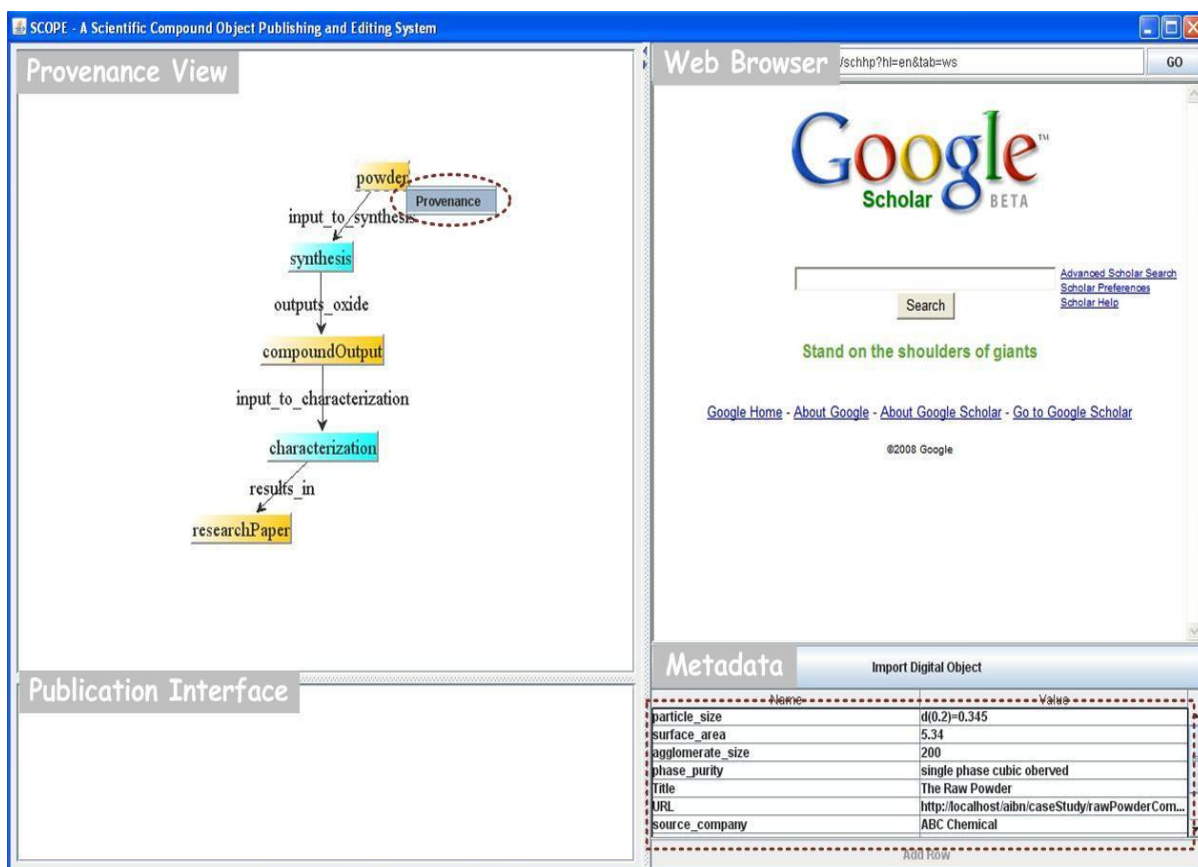 SCOPE - A Scientific Compound Object Publishing and Editing System
Provenance View
powder
Provenance
input_to_synthesis
synthesis
outputs_oxide
compoundOutput
input_to_characterization
characterization
results_in
researchPaper
Publication Interface
Web Browser /schhp?hl=en&tab=ws GO
Google™
Scholar BETA
Advanced Scholar Search
Scholar Preferences
Scholar Help
Search
Stand on the shoulders of giants
Google Home - About Google - About Google Scholar - Go to Google Scholar
©2008 Google
Metadata Import Digital Object
Name Value
particle_size d(0.2)=0.345
surface_area 5.34
agglomerate_size 200
phase_purity single phase cubic oberved
Title The Raw Powder
URL http://localhost/aibn/caseStudy/rawPowderCom...
source_company ABC Chemical
Add Row